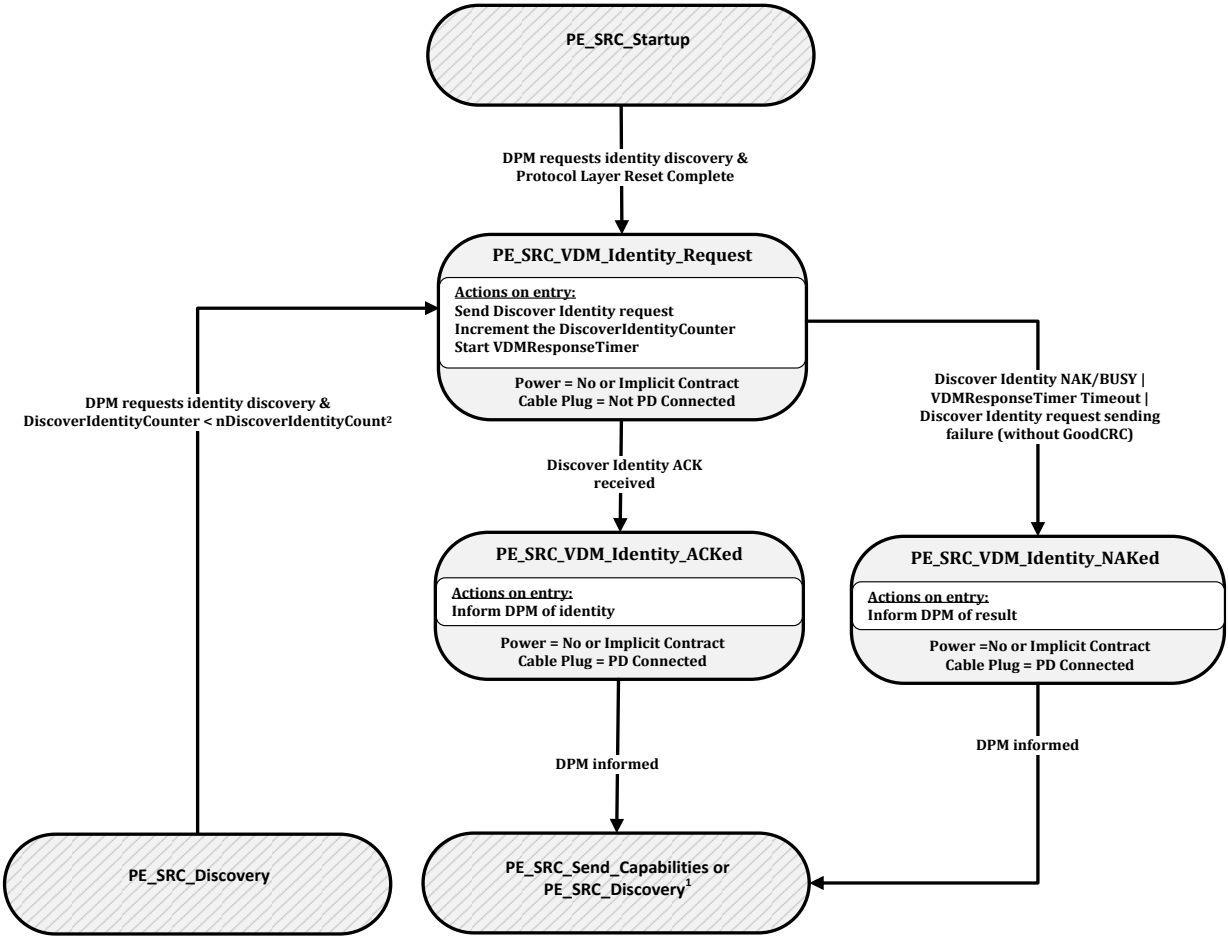 PE_SRC_Startup
DPM requests identity discovery &
Protocol Layer Reset Complete
PE_SRC_VDM_Identity_Request
Actions on entry:
Send Discover Identity request
Increment the DiscoverIdentityCounter
Start VDMResponseTimer
Power = No or Implicit Contract
Cable Plug = Not PD Connected
DPM requests identity discovery &
DiscoverIdentityCounter < nDiscoverIdentityCount²
Discover Identity NAK/BUSY |
VDMResponseTimer Timeout |
Discover Identity request sending
failure (without GoodCRC)
Discover Identity ACK
received
PE_SRC_VDM_Identity_ACKed
Actions on entry:
Inform DPM of identity
Power = No or Implicit Contract
Cable Plug = PD Connected
PE_SRC_VDM_Identity_NAKed
Actions on entry:
Inform DPM of result
Power =No or Implicit Contract
Cable Plug = PD Connected
DPM informed
DPM informed
PE_SRC_Discovery
PE_SRC_Send_Capabilities or
PE_SRC_Discovery¹